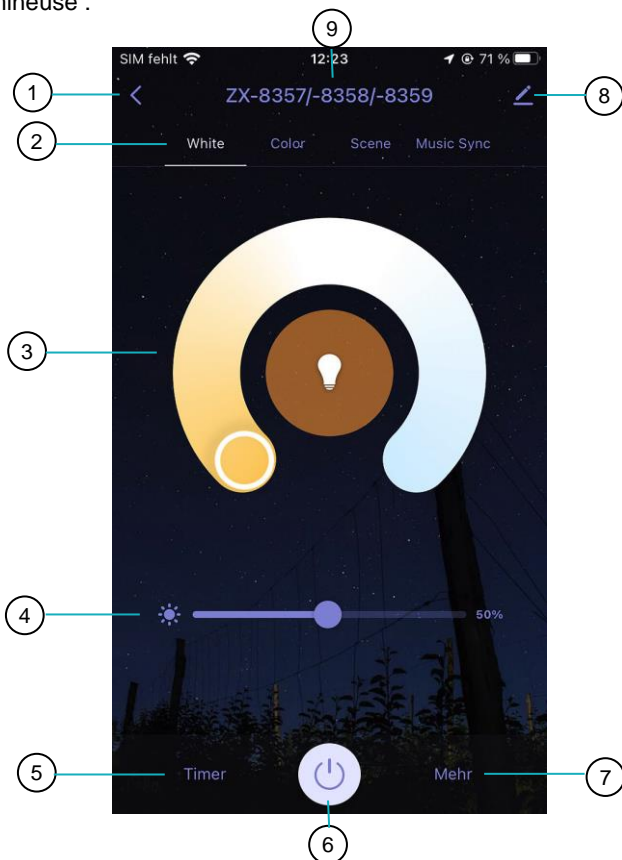 mineuse :
9
SIM fehlt 12:23 71 %
1 ZX-8357/-8358/-8359 8
2 White Color Scene Music Sync
3
4 50%
5 Timer Mehr 7
6